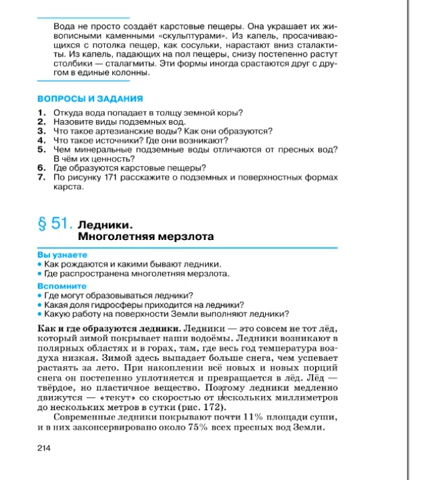 Вода не просто создаёт карстовые пещеры. Она украшает их жи-
вописными каменными «скульптурами». Из капель, просачиваю-
щихся с потолка пещер, как сосульки, нарастают вниз сталакти-
ты. Из капель, падающих на пол пещеры, снизу постепенно растут
столбики — сталагмиты. Эти формы иногда срастаются друг с дру-
гом в единые колонны.
ВОПРОСЫ И ЗАДАНИЯ
1. Откуда вода попадает в толщу земной коры?
2. Назовите виды подземных вод.
3. Что такое артезианские воды? Как они образуются?
4. Что такое источники? Где они возникают?
5. Чем минеральные подземные воды отличаются от пресных вод?
В чём их ценность?
6. Где образуются карстовые пещеры?
7. По рисунку 171 расскажите о подземных и поверхностных формах
карста.
§ 51. Ледники.
Многолетняя мерзлота
Вы узнаете
• Как рождаются и какими бывают ледники.
• Где распространена многолетняя мерзлота.
Вспомните
• Где могут образовываться ледники?
• Какая доля гидросферы приходится на ледники?
• Какую работу на поверхности Земли выполняют ледники?
Как и где образуются ледники. Ледники — это совсем не тот лёд,
который зимой покрывает наши водоёмы. Ледники возникают в
полярных областях и в горах, там, где весь год температура воз-
духа низкая. Зимой здесь выпадает больше снега, чем успевает
растаять за лето. При накоплении всё новых и новых порций
снега он постепенно уплотняется и превращается в лёд. Лёд —
твёрдое, но пластичное вещество. Поэтому ледники медленно
движутся — «текут» со скоростью от нескольких миллиметров
до нескольких метров в сутки (рис. 172).
Современные ледники покрывают почти 11% площади суши,
и в них законсервировано около 75% всех пресных вод Земли.
214